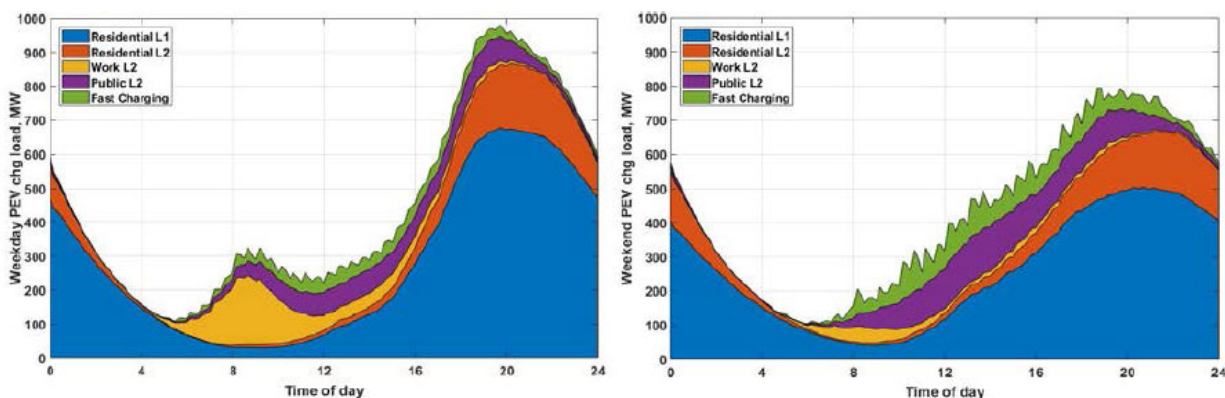 Weekday PEV chg load, MW
1000
900
800
700
600
500
400
300
200
100
0
Residential L1
Residential L2
Work L2
Public L2
Fast Charging
0 4 8 12 16 20 24
Time of day
Weekend PEV chg load, MW
1000
900
800
700
600
500
400
300
200
100
0
Residential L1
Residential L2
Work L2
Public L2
Fast Charging
0 4 8 12 16 20 24
Time of day